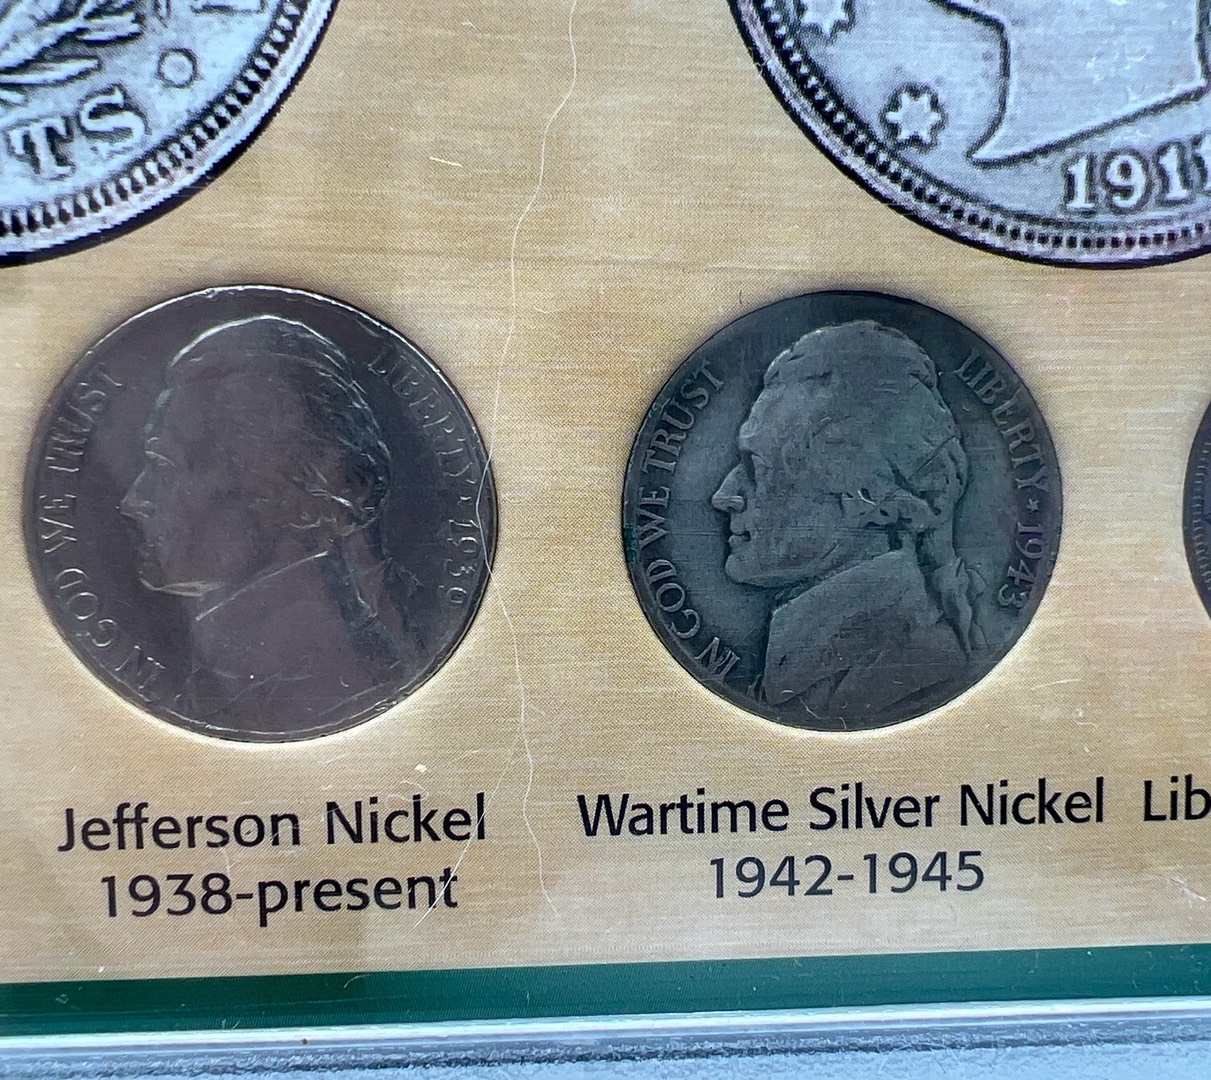 TS
1911
IN GOD WE TRUST
LIBERTY 1939
IN GOD WE TRUST
LIBERTY * 1943
Jefferson Nickel
1938-present
Wartime Silver Nickel
1942-1945
Lib